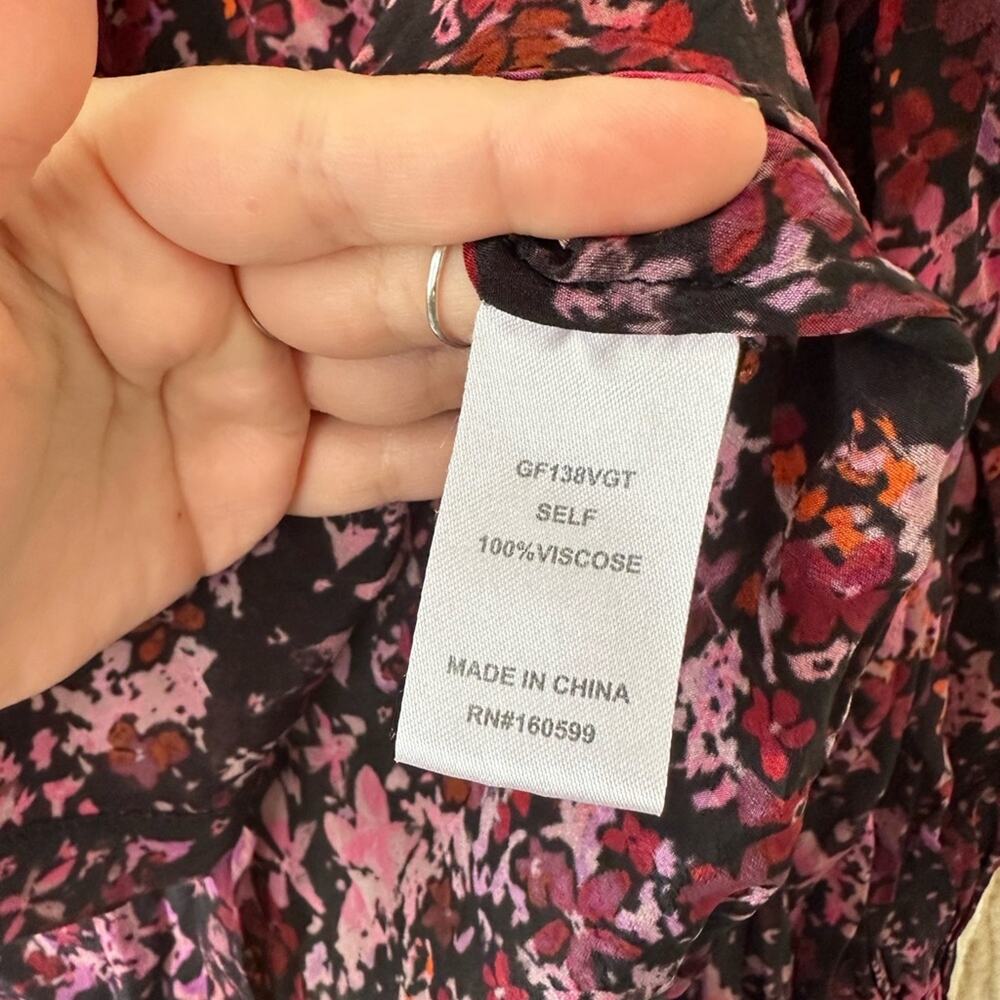 GF138VGT
SELF
100%VISCOSE
MADE IN CHINA
RN#160599